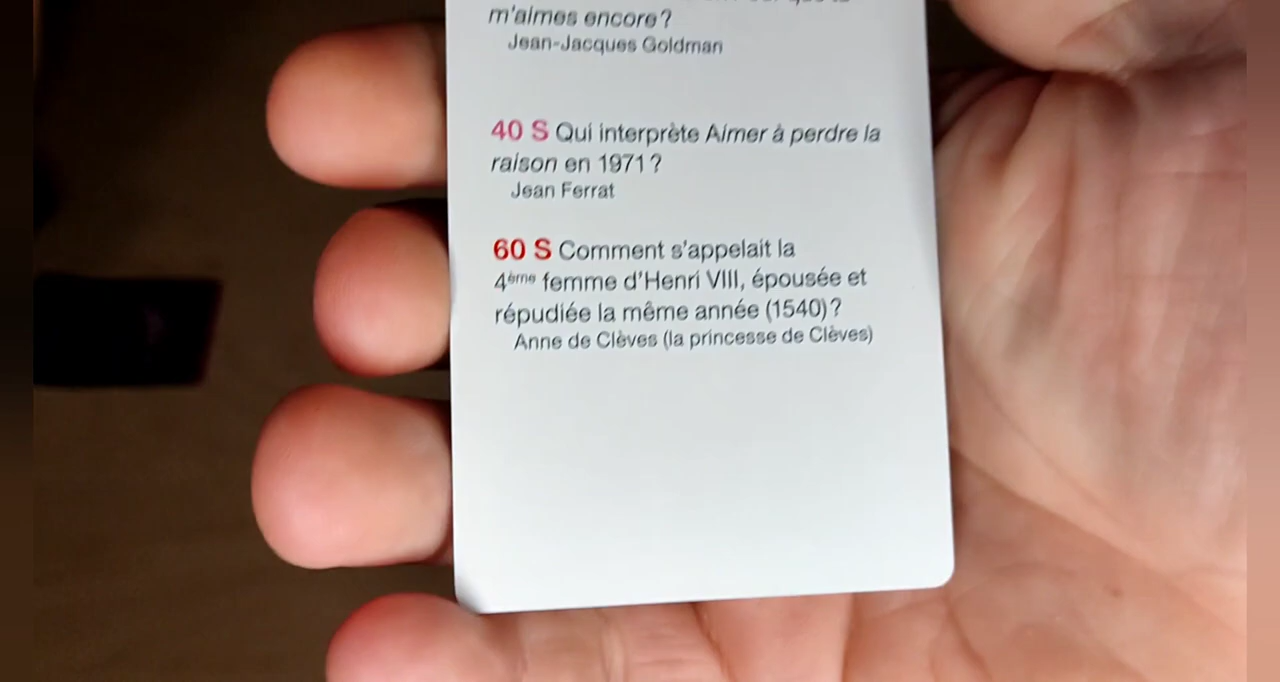 m'aimes encore?
Jean-Jacques Goldman
40 S Qui interprète Aimer à perdre la
raison en 1971?
Jean Ferrat
60 S Comment s'appelait la
4ème femme d'Henri VIII, épousée et
répudiée la même année (1540)?
Anne de Clèves (la princesse de Clèves)